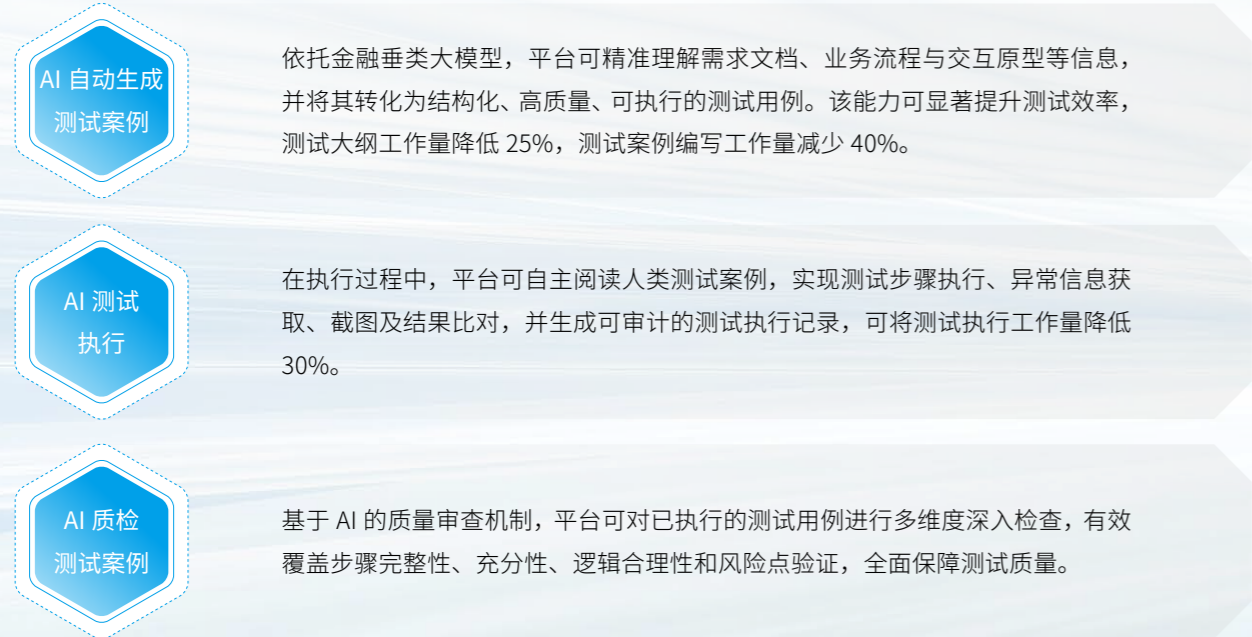 AI 自动生成
测试案例
依托金融垂类大模型，平台可精准理解需求文档、业务流程与交互原型等信息，
并将其转化为结构化、高质量、可执行的测试用例。该能力可显著提升测试效率，
测试大纲工作量降低 25%，测试案例编写工作量减少 40%。
AI 测试
执行
在执行过程中，平台可自主阅读人类测试案例，实现测试步骤执行、异常信息获
取、截图及结果比对，并生成可审计的测试执行记录，可将测试执行工作量降低
30%。
AI 质检
测试案例
基于 AI 的质量审查机制，平台可对已执行的测试用例进行多维度深入检查，有效
覆盖步骤完整性、充分性、逻辑合理性和风险点验证，全面保障测试质量。